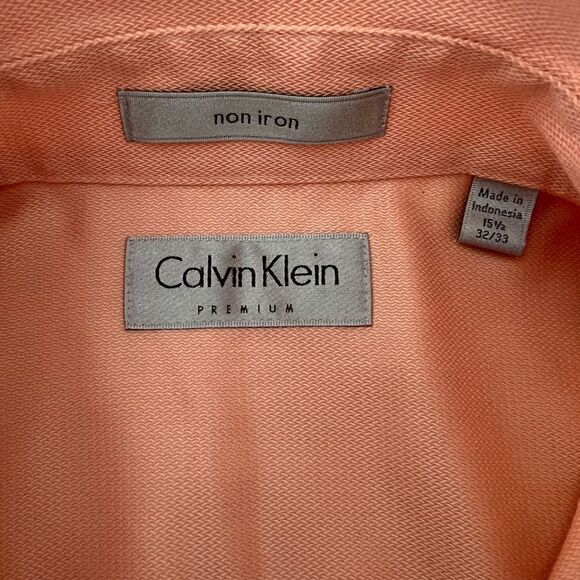 non iron
Made in
Indonesia
15½
32/33
Calvin Klein
PREMIUM